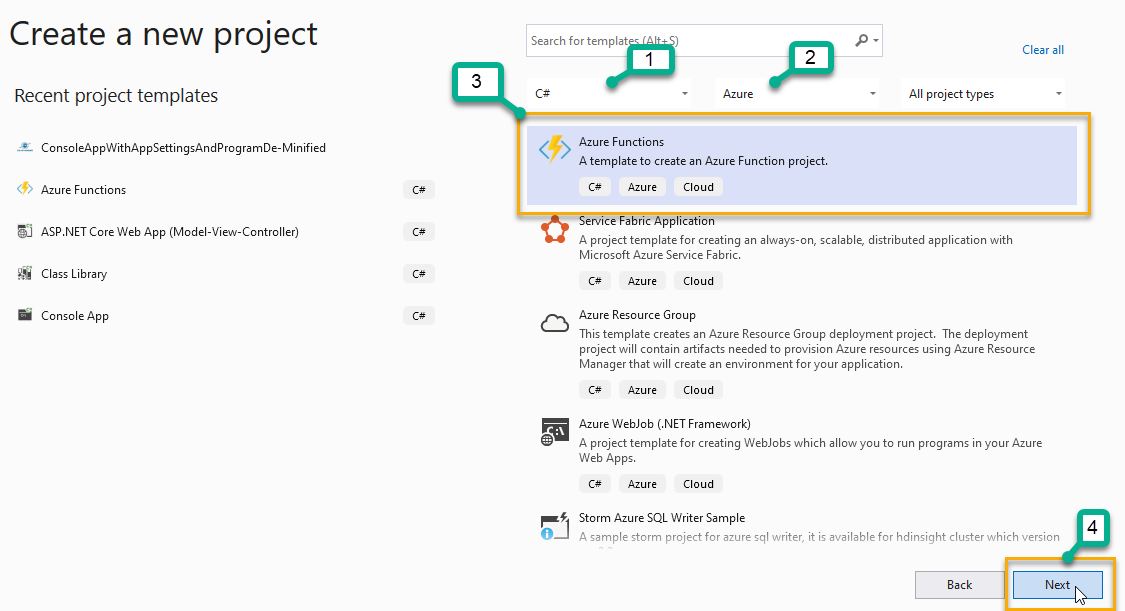 Create a new project
Search for templates (Alt+S)
Clear all
1
2
3
C#
Azure
All project types
Recent project templates
ConsoleAppWithAppSettingsAndProgramDe-Minified
Azure Functions
C#
ASP.NET Core Web App (Model-View-Controller)
C#
Class Library
C#
Console App
C#
Azure Functions
A template to create an Azure Function project.
C# Azure Cloud
Service Fabric Application
A project template for creating an always-on, scalable, distributed application with
Microsoft Azure Service Fabric.
C# Azure Cloud
Azure Resource Group
This template creates an Azure Resource Group deployment project. The deployment
project will contain artifacts needed to provision Azure resources using Azure Resource
Manager that will create an environment for your application.
C# Azure Cloud
Azure WebJob (.NET Framework)
A project template for creating WebJobs which allow you to run programs in your Azure
Web Apps.
C# Azure Cloud
Storm Azure SQL Writer Sample
A sample storm project for azure sql writer, it is available for hdinsight cluster which version
4
Back
Next